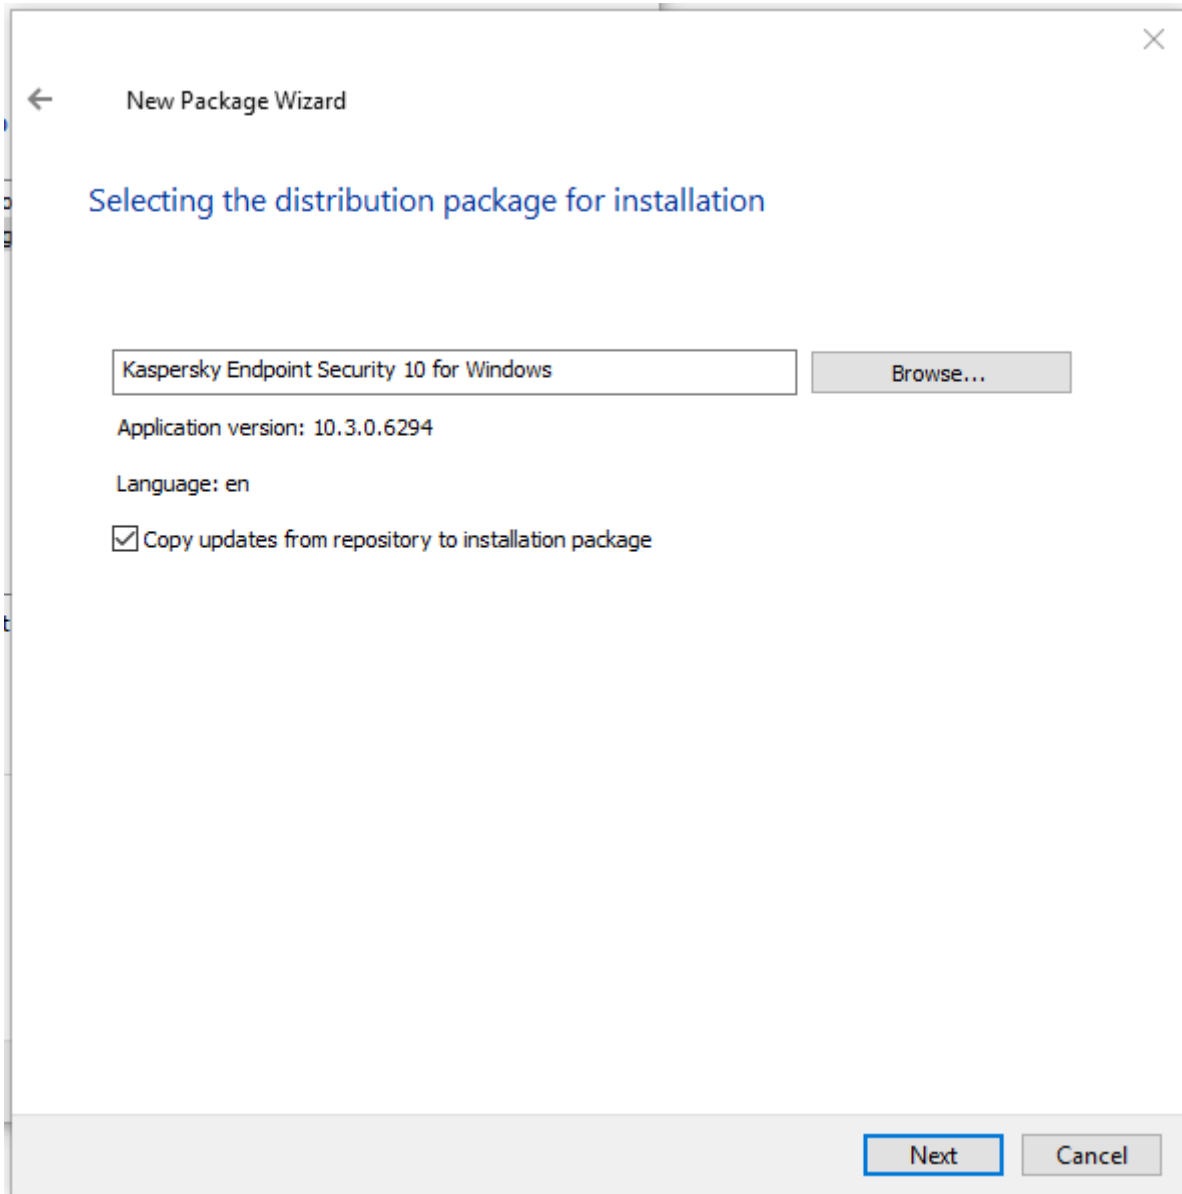 New Package Wizard
Selecting the distribution package for installation
Kaspersky Endpoint Security 10 for Windows
Browse...
Application version: 10.3.0.6294
Language: en
Copy updates from repository to installation package
Next
Cancel